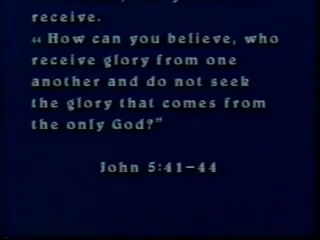 receive.
44 How can you believe, who
receive glory from one
another and do not seek
the glory that comes from
the only God?”
John 5:41–44